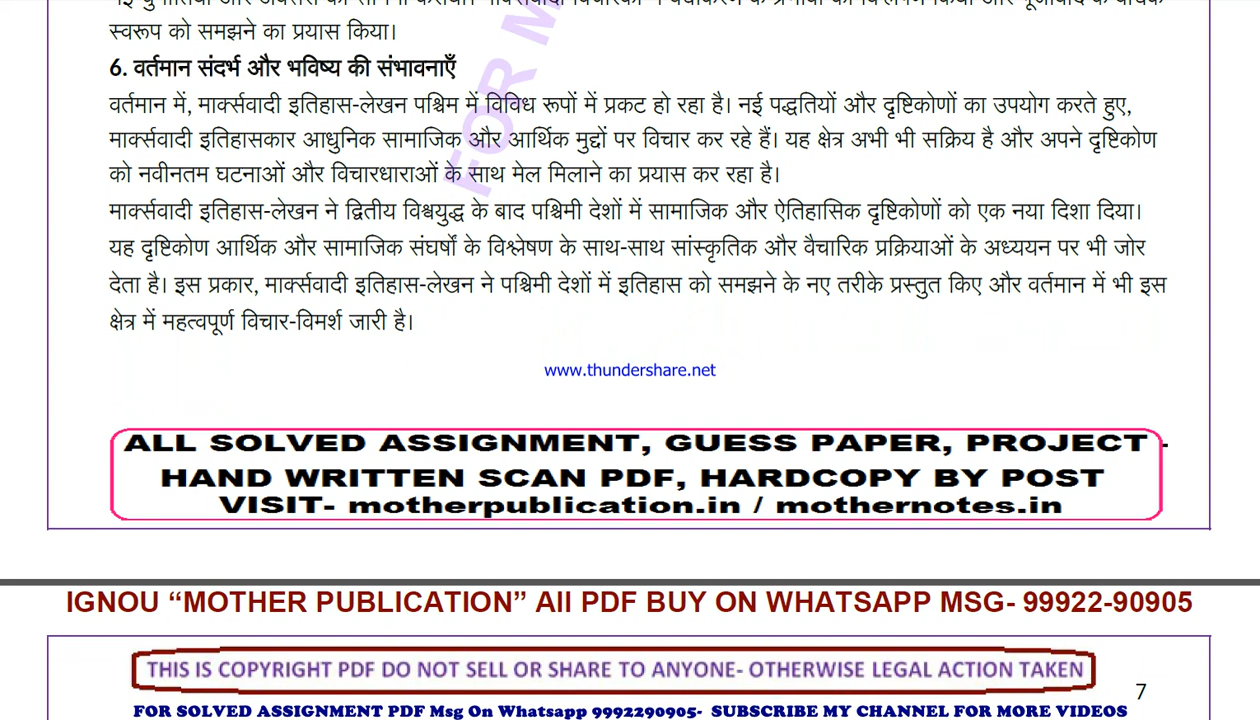 स्वरूप को समझने का प्रयास किया।
6. वर्तमान संदर्भ और भविष्य की संभावनाएँ
वर्तमान में, मार्क्सवादी इतिहास-लेखन पश्चिम में विविध रूपों में प्रकट हो रहा है। नई पद्धतियों और दृष्टिकोणों का उपयोग करते हुए,
मार्क्सवादी इतिहासकार आधुनिक सामाजिक और आर्थिक मुद्दों पर विचार कर रहे हैं। यह क्षेत्र अभी भी सक्रिय है और अपने दृष्टिकोण
को नवीनतम घटनाओं और विचारधाराओं के साथ मेल मिलाने का प्रयास कर रहा है।
मार्क्सवादी इतिहास-लेखन ने द्वितीय विश्वयुद्ध के बाद पश्चिमी देशों में सामाजिक और ऐतिहासिक दृष्टिकोणों को एक नया दिशा दिया।
यह दृष्टिकोण आर्थिक और सामाजिक संघर्षों के विश्लेषण के साथ-साथ सांस्कृतिक और वैचारिक प्रक्रियाओं के अध्ययन पर भी जोर
देता है। इस प्रकार, मार्क्सवादी इतिहास-लेखन ने पश्चिमी देशों में इतिहास को समझने के नए तरीके प्रस्तुत किए और वर्तमान में भी इस
क्षेत्र में महत्वपूर्ण विचार-विमर्श जारी है।
FOR M
www.thundershare.net
ALL SOLVED ASSIGNMENT, GUESS PAPER, PROJECT -
HAND WRITTEN SCAN PDF, HARDCOPY BY POST
VISIT- motherpublication.in / mothernotes.in
IGNOU “MOTHER PUBLICATION” All PDF BUY ON WHATSAPP MSG- 99922-90905
THIS IS COPYRIGHT PDF DO NOT SELL OR SHARE TO ANYONE- OTHERWISE LEGAL ACTION TAKEN
7
FOR SOLVED ASSIGNMENT PDF Msg On Whatsapp 9992290905- SUBSCRIBE MY CHANNEL FOR MORE VIDEOS